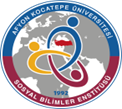 AFYON KOCATEPE ÜNİVERSİTESİ
1992
SOSYAL BİLİMLER ENSTİTÜSÜ